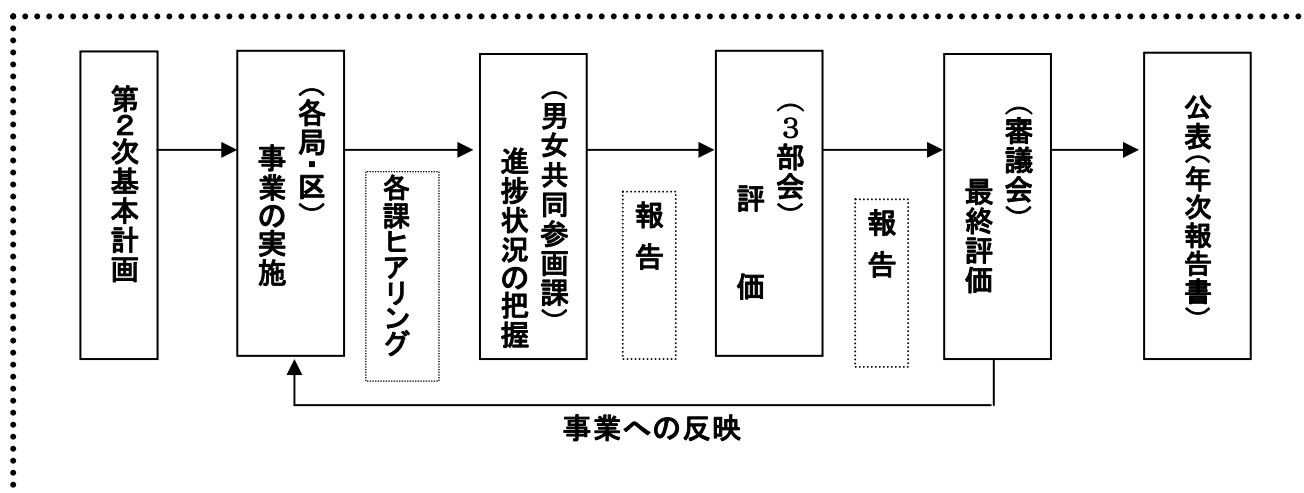 第２次基本計画
（各局・区）
事業の実施
各課ヒアリング
（男女共同参画課）
進捗状況の把握
報告
（３部会）
評　価
報告
（審議会）
最終評価
公表（年次報告書）
事業への反映